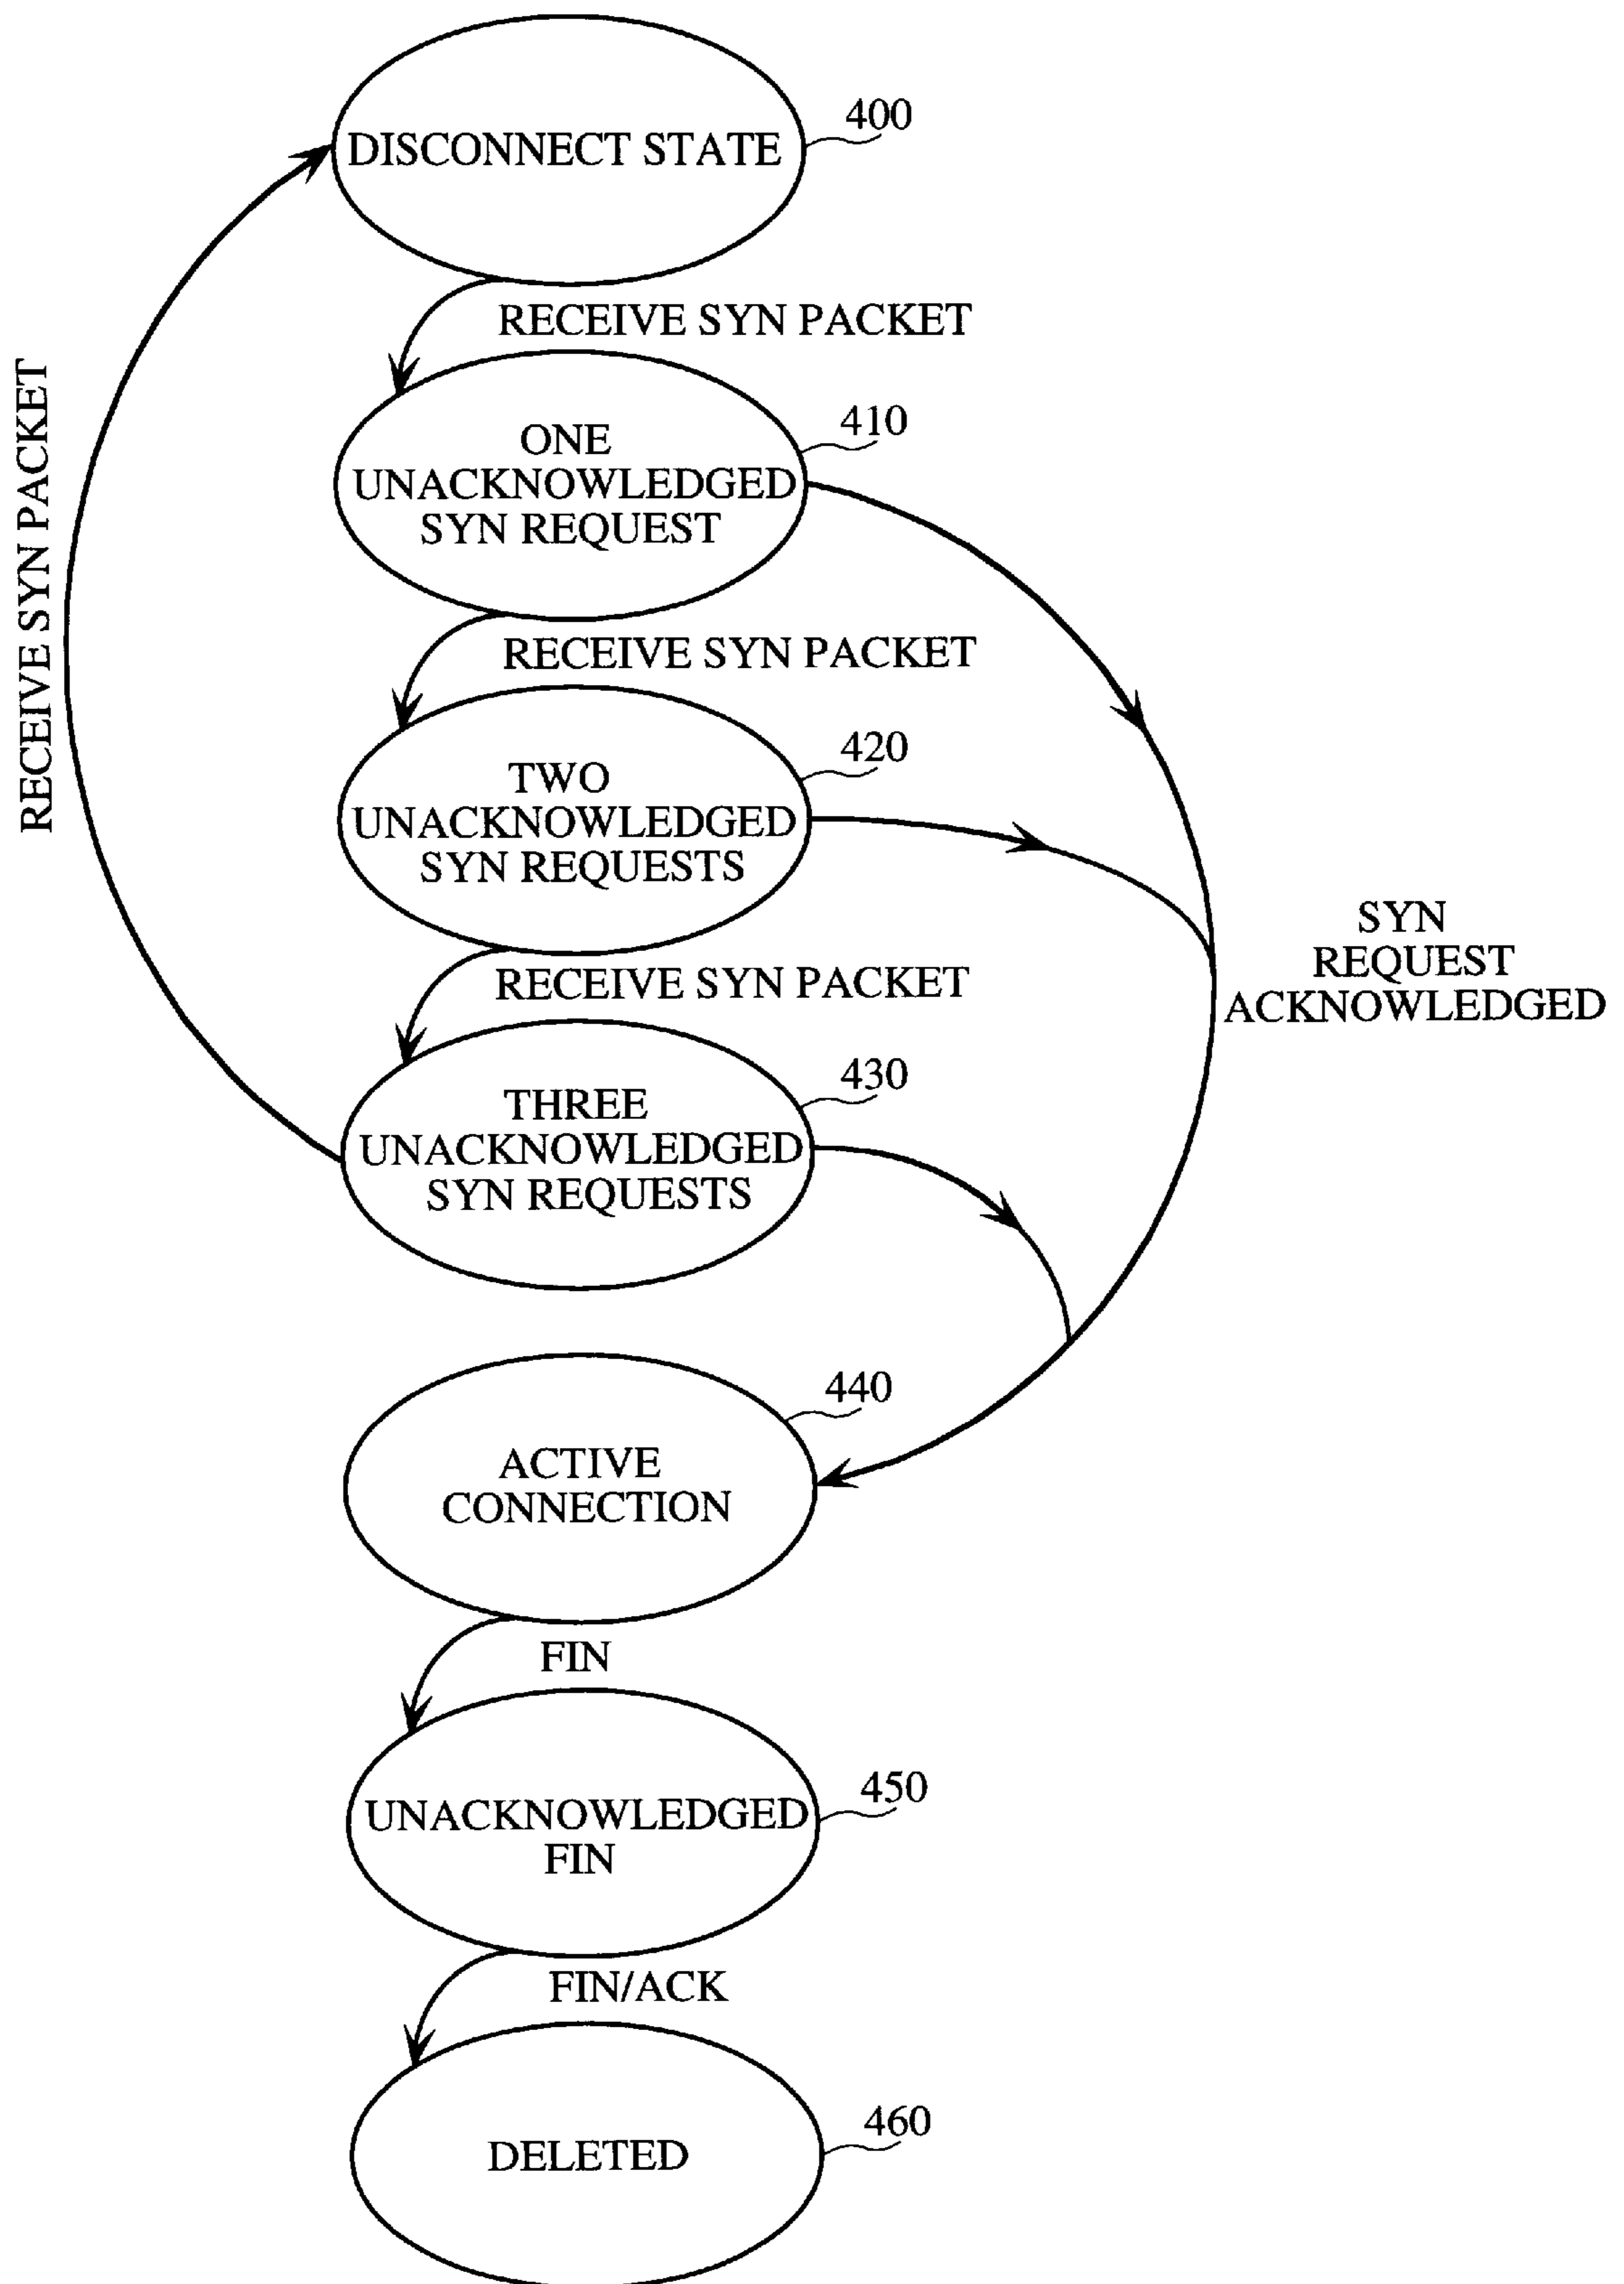 400
DISCONNECT STATE
RECEIVE SYN PACKET
RECEIVE SYN PACKET
410
ONE
UNACKNOWLEDGED
SYN REQUEST
RECEIVE SYN PACKET
420
TWO
UNACKNOWLEDGED
SYN REQUESTS
SYN
REQUEST
ACKNOWLEDGED
RECEIVE SYN PACKET
430
THREE
UNACKNOWLEDGED
SYN REQUESTS
440
ACTIVE
CONNECTION
FIN
450
UNACKNOWLEDGED
FIN
FIN/ACK
460
DELETED